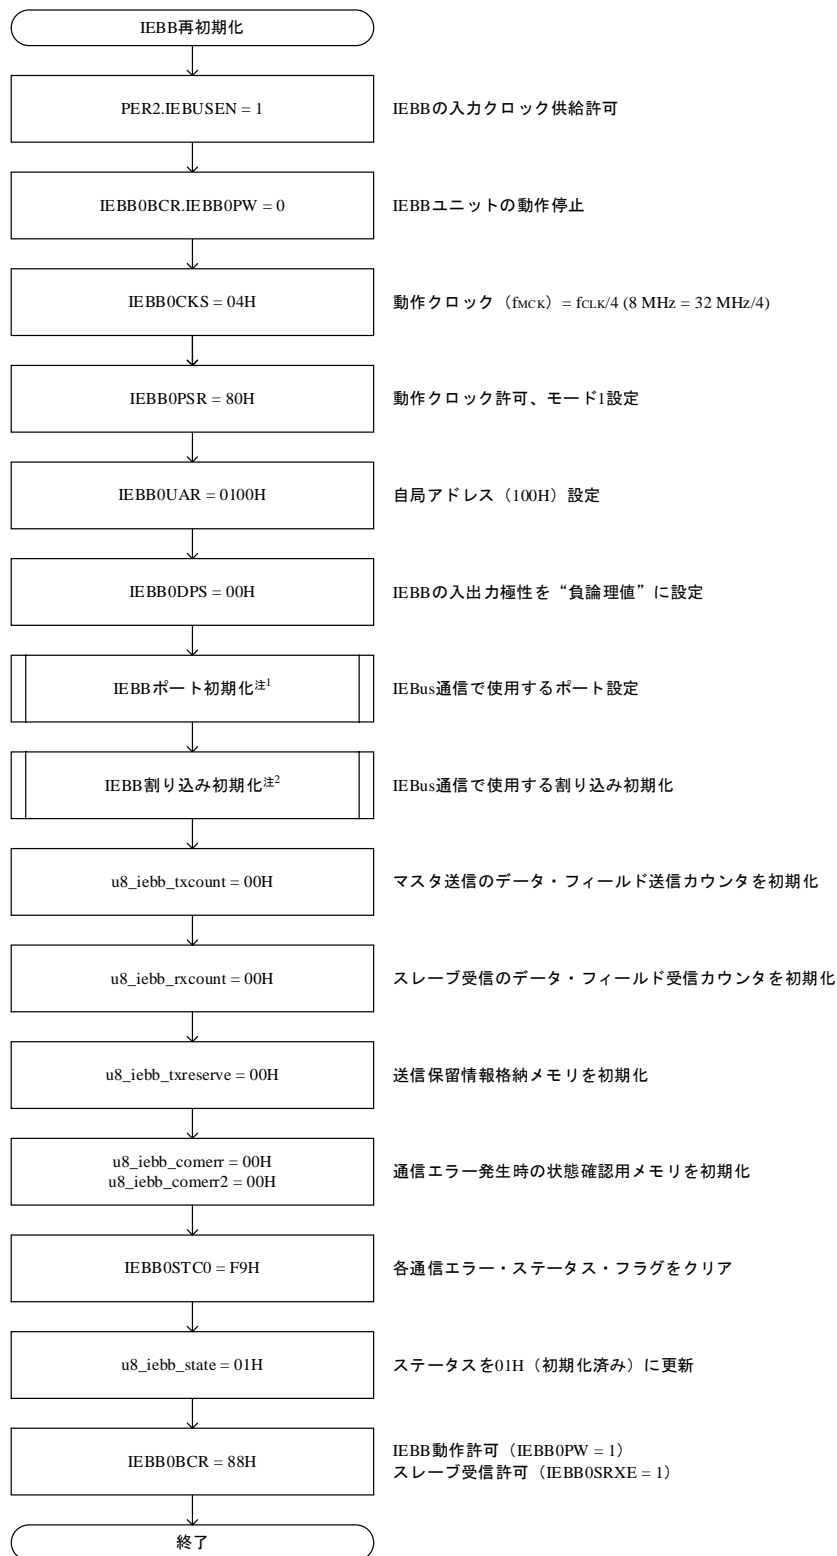 IEBB再初期化
PER2.IEBUSEN = 1
IEBBの入力クロック供給許可
IEBB0BCR.IEBB0PW = 0
IEBBユニットの動作停止
IEBB0CKS = 04H
動作クロック（fMCK）= fCLK/4 (8 MHz = 32 MHz/4)
IEBB0PSR = 80H
動作クロック許可、モード1設定
IEBB0UAR = 0100H
自局アドレス（100H）設定
IEBB0DPS = 00H
IEBBの入出力極性を“負論理値”に設定
IEBBポート初期化注1
IEBus通信で使用するポート設定
IEBB割り込み初期化注2
IEBus通信で使用する割り込み初期化
u8_iebb_txcount = 00H
マスタ送信のデータ・フィールド送信カウンタを初期化
u8_iebb_rxcount = 00H
スレーブ受信のデータ・フィールド受信カウンタを初期化
u8_iebb_txreserve = 00H
送信保留情報格納メモリを初期化
u8_iebb_comerr = 00H
u8_iebb_comerr2 = 00H
通信エラー発生時の状態確認用メモリを初期化
IEBB0STC0 = F9H
各通信エラー・ステータス・フラグをクリア
u8_iebb_state = 01H
ステータスを01H（初期化済み）に更新
IEBB0BCR = 88H
IEBB動作許可（IEBB0PW = 1）
スレーブ受信許可（IEBB0SRXE = 1）
終了